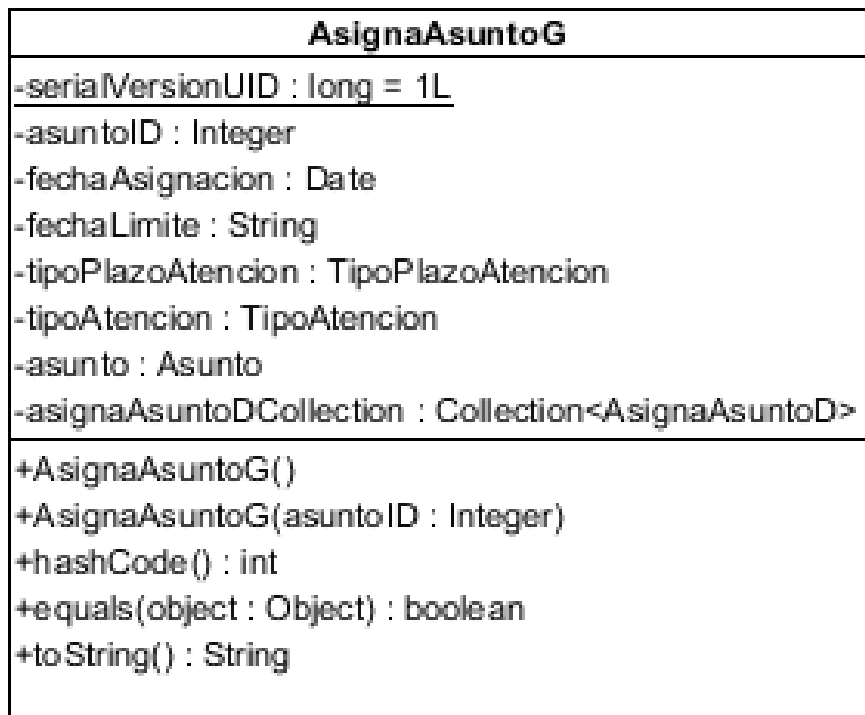 AsignaAsuntoG
-serialVersionUID : long = 1L
-asuntoID : Integer
-fechaAsignacion : Date
-fechaLimite : String
-tipoPlazoAtencion : TipoPlazoAtencion
-tipoAtencion : TipoAtencion
-asunto : Asunto
-asignaAsuntoDCollection : Collection<AsignaAsuntoD>
+AsignaAsuntoG()
+AsignaAsuntoG(asuntoID : Integer)
+hashCode() : int
+equals(object : Object) : boolean
+toString() : String